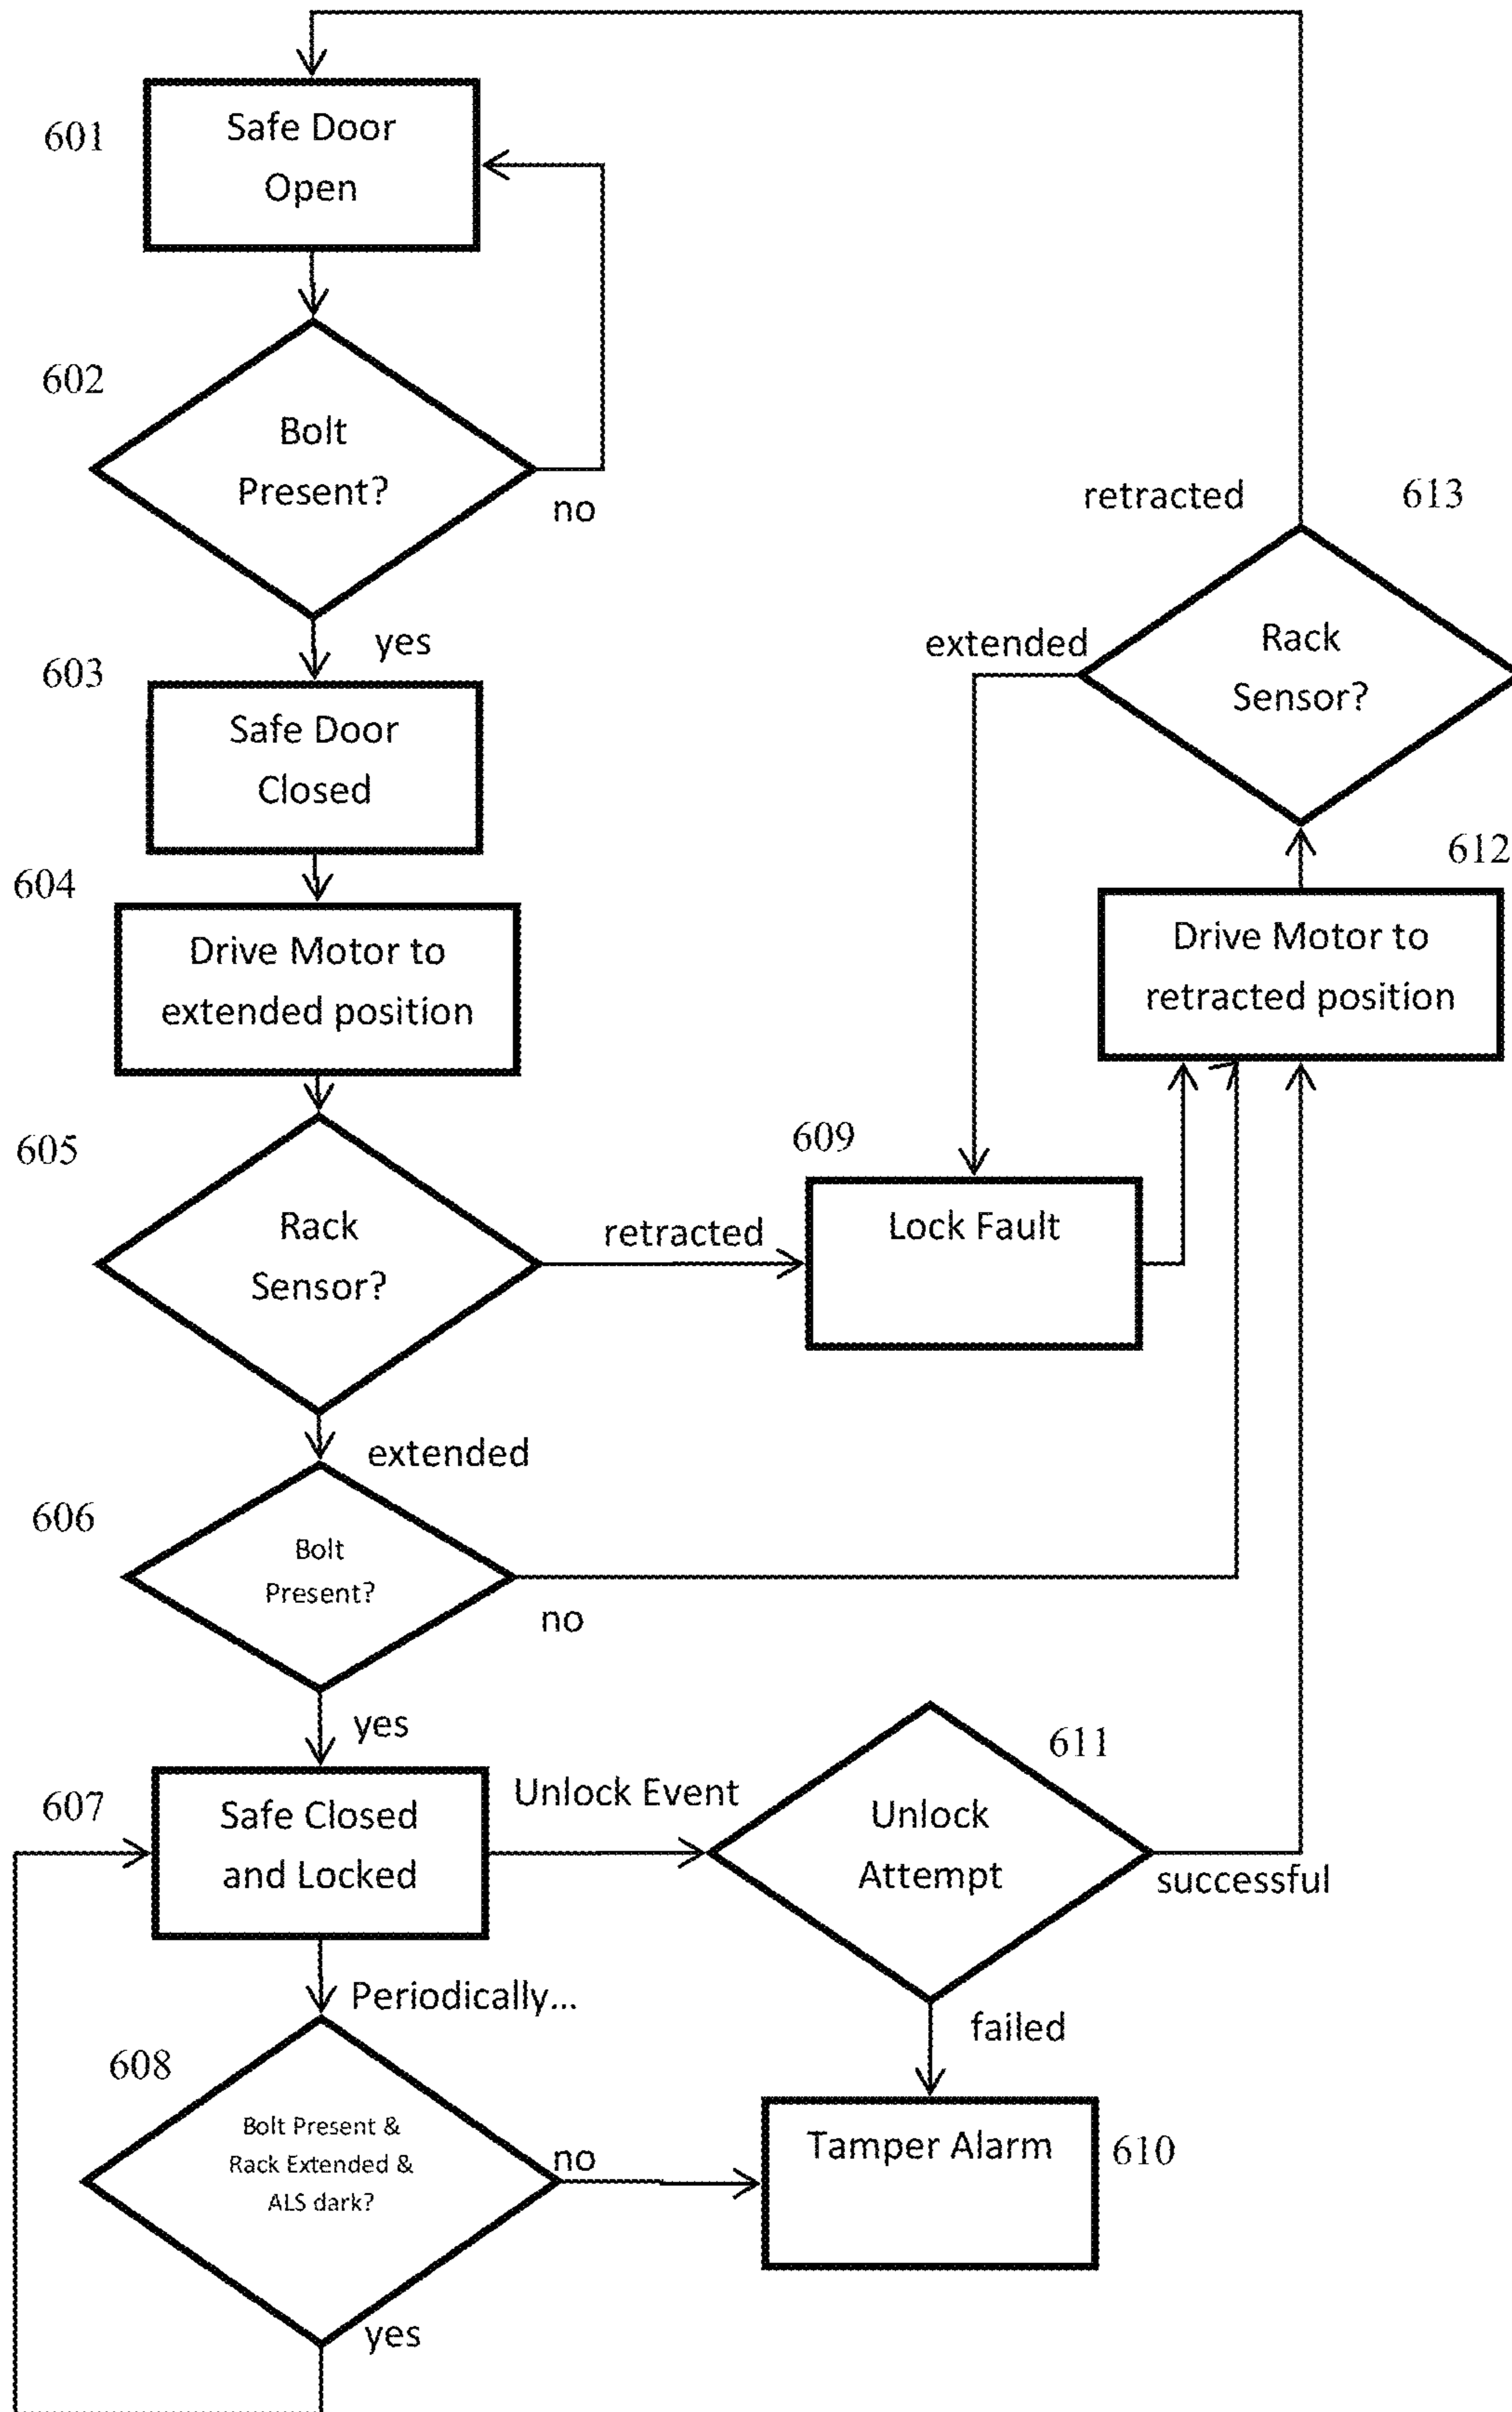 601
Safe Door
Open
602
Bolt
Present?
no
yes
603
Safe Door
Closed
604
Drive Motor to
extended position
605
Rack
Sensor?
retracted
extended
609
Lock Fault
606
Bolt
Present?
no
yes
607
Safe Closed
and Locked
Unlock Event
611
Unlock
Attempt
successful
failed
Periodically...
608
Bolt Present &
Rack Extended &
ALS dark?
no
yes
Tamper Alarm
610
612
Drive Motor to
retracted position
613
Rack
Sensor?
retracted
extended